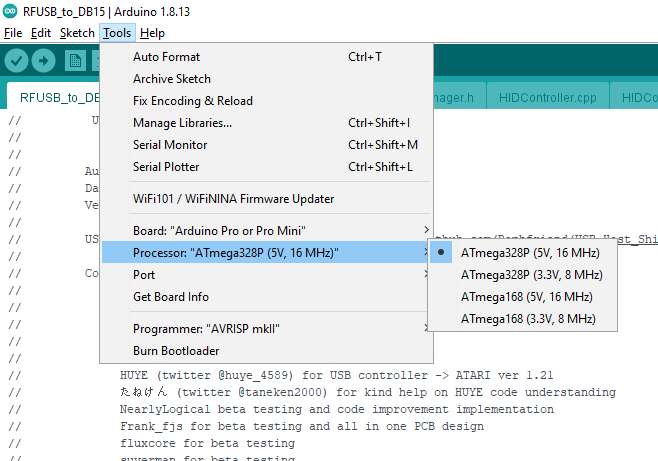 RFUSB_to_DB15 | Arduino 1.8.13
File Edit Sketch Tools Help
Auto Format Ctrl+T
Archive Sketch
RFUSB_to_DB
Fix Encoding & Reload
nager.h
HIDController.cpp
HIDCo
// U
Manage Libraries... Ctrl+Shift+I
//
Serial Monitor Ctrl+Shift+M
//
// Au
Serial Plotter Ctrl+Shift+L
// Da
// Ve
WiFi101 / WiFiNINA Firmware Updater
//
Board: "Arduino Pro or Pro Mini"
// US
Processor: "ATmega328P (5V, 16 MHz)"
ATmega328P (5V, 16 MHz)
// Co
Port
ATmega328P (3.3V, 8 MHz)
//
Get Board Info
ATmega168 (5V, 16 MHz)
//
ATmega168 (3.3V, 8 MHz)
//
Programmer: "AVRISP mkII"
//
Burn Bootloader
//
// HUYE (twitter @huye_4589) for USB controller -> ATARI ver 1.21
// たねけん (twitter @taneken2000) for kind help on HUYE code understanding
// NearlyLogical beta testing and code improvement implementation
// Frank_fjs for beta testing and all in one PCB design
// fluxcore for beta testing
// suverman for beta testing